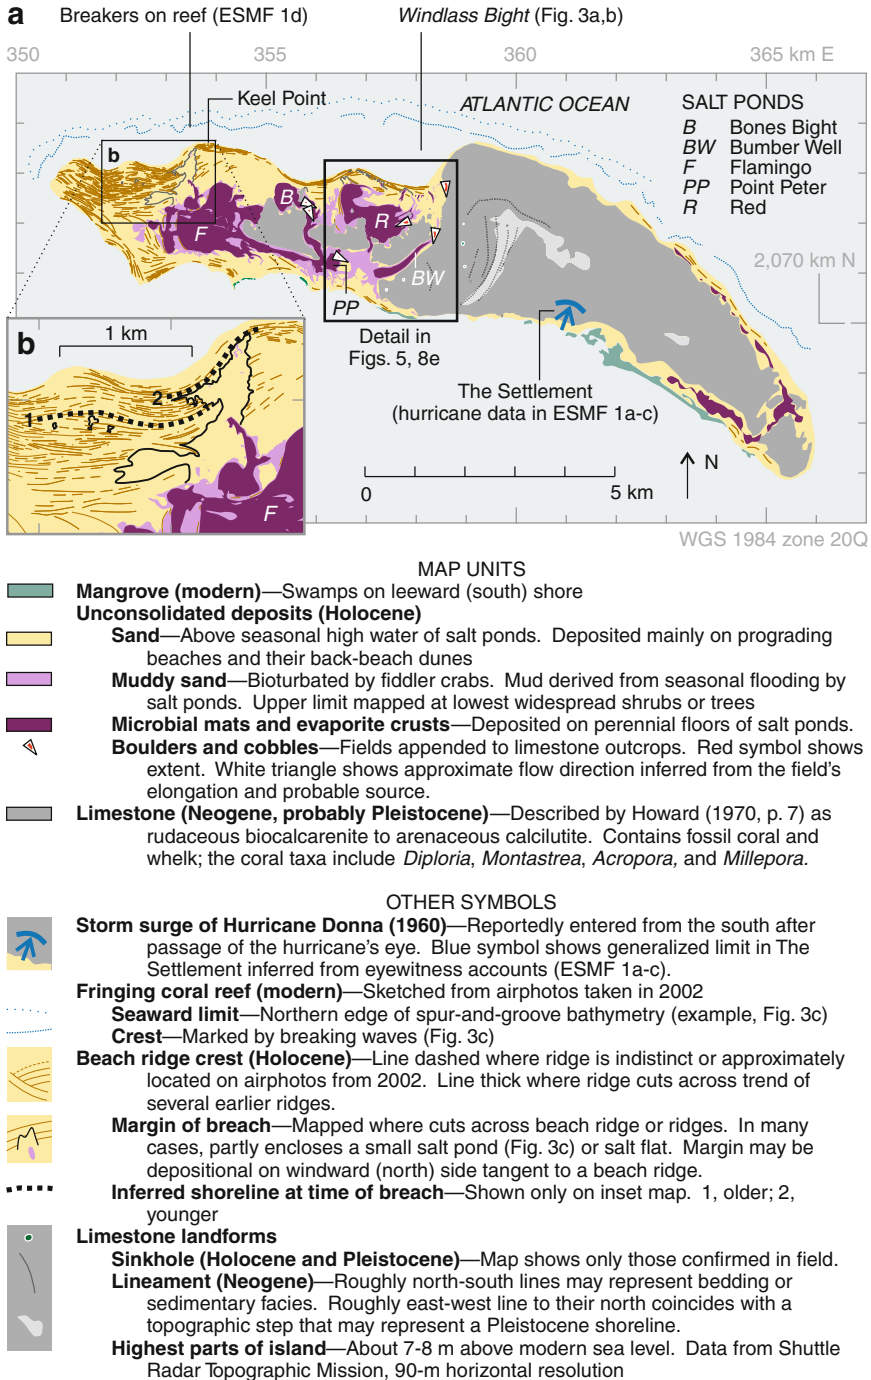 a
Breakers on reef (ESMF 1d)
Windlass Bight (Fig. 3a,b)
350
355
360
365 km E
Keel Point
ATLANTIC OCEAN
SALT PONDS
B Bones Bight
BW Bumber Well
F Flamingo
PP Point Peter
R Red
b
B
R
F
BW
PP
2,070 km N
Detail in
Figs. 5, 8e
The Settlement
(hurricane data in ESMF 1a-c)
b
1 km
2
1
F
N
0
5 km
WGS 1984 zone 20Q
MAP UNITS
Mangrove (modern)—Swamps on leeward (south) shore
Unconsolidated deposits (Holocene)
Sand—Above seasonal high water of salt ponds. Deposited mainly on prograding
beaches and their back-beach dunes
Muddy sand—Bioturbated by fiddler crabs. Mud derived from seasonal flooding by
salt ponds. Upper limit mapped at lowest widespread shrubs or trees
Microbial mats and evaporite crusts—Deposited on perennial floors of salt ponds.
Boulders and cobbles—Fields appended to limestone outcrops. Red symbol shows
extent. White triangle shows approximate flow direction inferred from the field's
elongation and probable source.
Limestone (Neogene, probably Pleistocene)—Described by Howard (1970, p. 7) as
rudaceous biocalcarenite to arenaceous calcilutite. Contains fossil coral and
whelk; the coral taxa include Diploria, Montastrea, Acropora, and Millepora.
OTHER SYMBOLS
Storm surge of Hurricane Donna (1960)—Reportedly entered from the south after
passage of the hurricane's eye. Blue symbol shows generalized limit in The
Settlement inferred from eyewitness accounts (ESMF 1a-c).
Fringing coral reef (modern)—Sketched from airphotos taken in 2002
Seaward limit—Northern edge of spur-and-groove bathymetry (example, Fig. 3c)
Crest—Marked by breaking waves (Fig. 3c)
Beach ridge crest (Holocene)—Line dashed where ridge is indistinct or approximately
located on airphotos from 2002. Line thick where ridge cuts across trend of
several earlier ridges.
Margin of breach—Mapped where cuts across beach ridge or ridges. In many
cases, partly encloses a small salt pond (Fig. 3c) or salt flat. Margin may be
depositional on windward (north) side tangent to a beach ridge.
Inferred shoreline at time of breach—Shown only on inset map. 1, older; 2,
younger
Limestone landforms
Sinkhole (Holocene and Pleistocene)—Map shows only those confirmed in field.
Lineament (Neogene)—Roughly north-south lines may represent bedding or
sedimentary facies. Roughly east-west line to their north coincides with a
topographic step that may represent a Pleistocene shoreline.
Highest parts of island—About 7-8 m above modern sea level. Data from Shuttle
Radar Topographic Mission, 90-m horizontal resolution